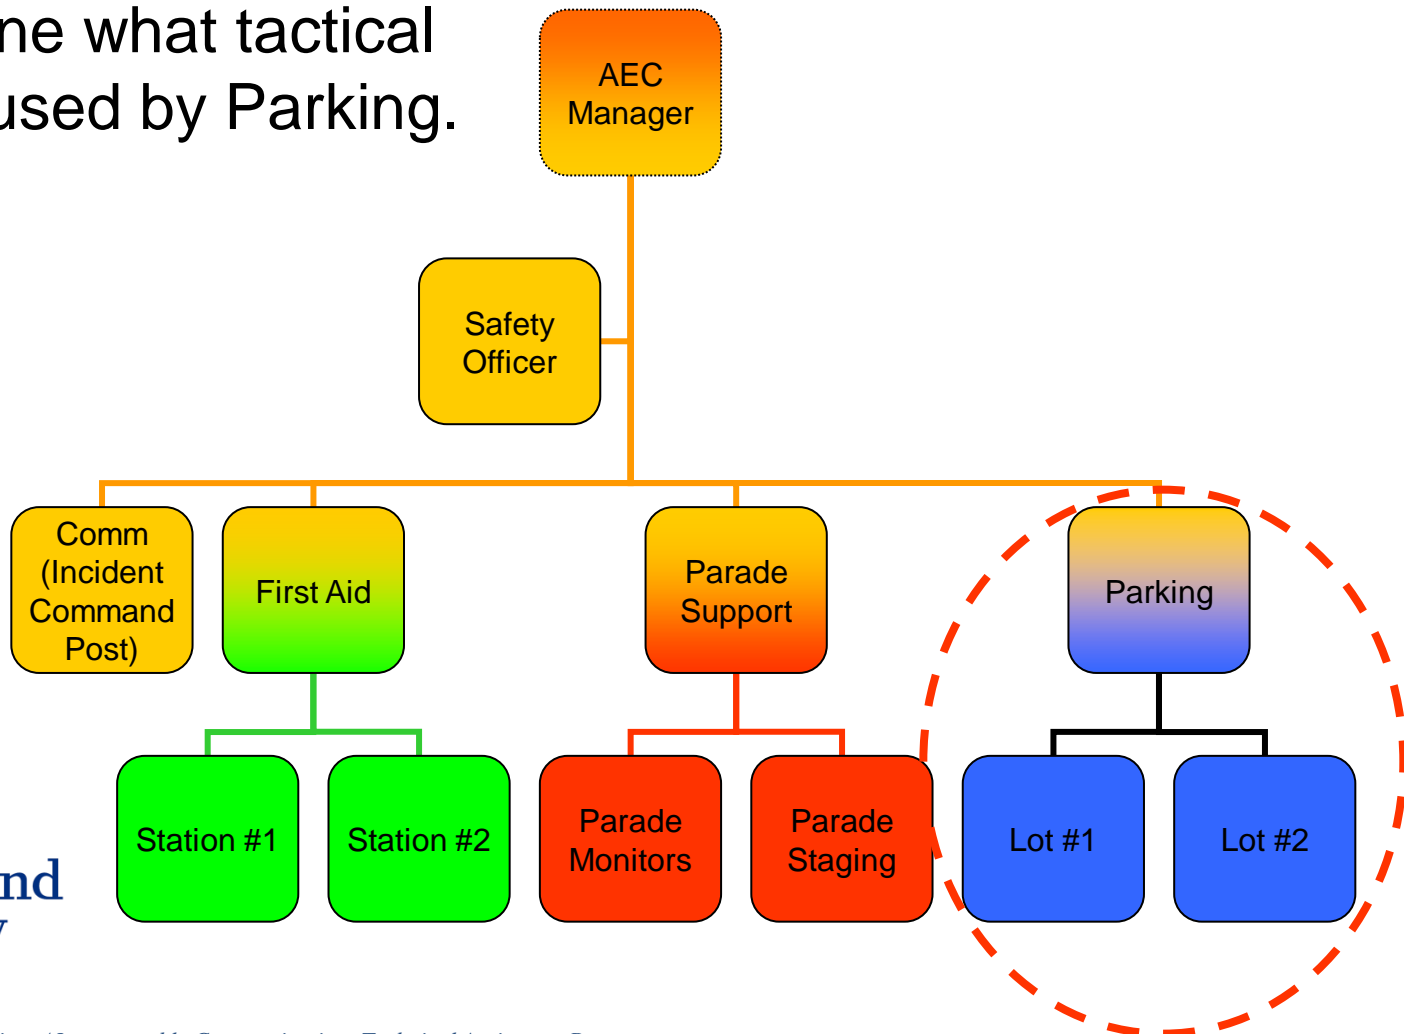 ne what tactical
used by Parking.
AEC
Manager
Safety
Officer
Comm
(Incident
Command
Post)
First Aid
Parade
Support
Parking
Station #1
Station #2
Parade
Monitors
Parade
Staging
Lot #1
Lot #2
nd